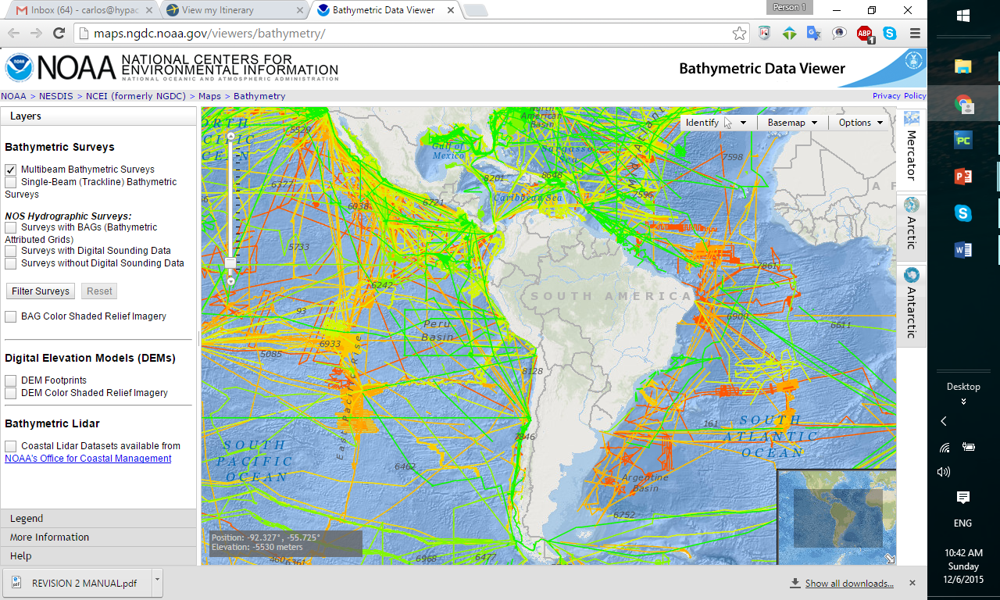 Inbox (64) - carlos@hypac
View my Itinerary
Bathymetric Data Viewer
Person 1
maps.ngdc.noaa.gov/viewers/bathymetry/
ABP
1
NOAA
NATIONAL CENTERS FOR
ENVIRONMENTAL INFORMATION
NATIONAL OCEANIC AND ATMOSPHERIC ADMINISTRATION
Bathymetric Data Viewer
NOAA > NESDIS > NCEI (formerly NGDC) > Maps > Bathymetry
Privacy Policy
Layers
Bathymetric Surveys
Multibeam Bathymetric Surveys
Single-Beam (Trackline) Bathymetric
Surveys
NOS Hydrographic Surveys:
Surveys with BAGs (Bathymetric
Attributed Grids)
Surveys with Digital Sounding Data
Surveys without Digital Sounding Data
Filter Surveys
Reset
BAG Color Shaded Relief Imagery
Digital Elevation Models (DEMs)
DEM Footprints
DEM Color Shaded Relief Imagery
Bathymetric Lidar
Coastal Lidar Datasets available from
NOAA's Office for Coastal Management
Legend
More Information
Help
Identify
Basemap
Options
Mercator
Arctic
Antarctic
American
Basin
5529
Gulf of
Mexico
Sargasso
Sea
7598
8201
8648
6377
Caribbean Sea
7596
A F
6038
6721
5733
7861
6242
SOUTH AMERICA
93
6900
6611
Peru
Basin
6933
5085
East Pacific Rise
8128
161
SOUTH
ATLANTIC
OCEAN
7846
SOUTH
PACIFIC
OCEAN
6462
Argentine
Basin
6752
Position: -92.327°, -55.725°
Elevation: -5530 meters
6361
6968
6477
REVISION 2 MANUAL.pdf
Show all downloads...
PC
Desktop
ENG
10:42 AM
Sunday
12/6/2015